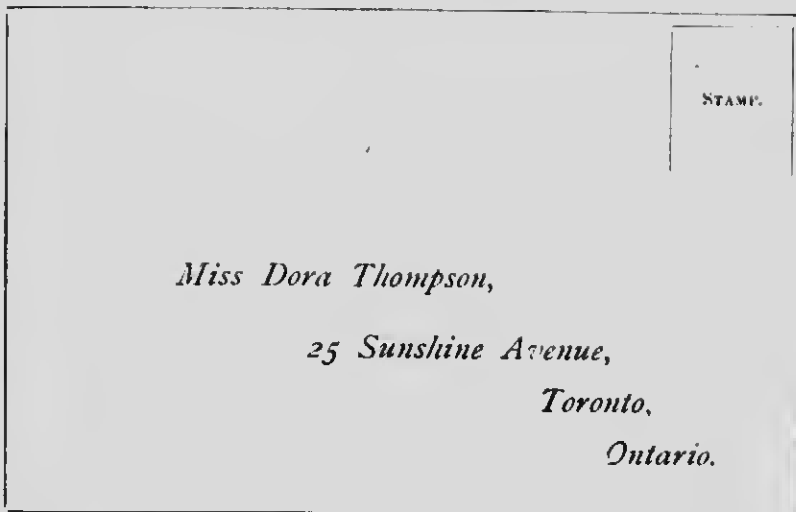 STAMP.
Miss Dora Thompson,
25 Sunshine Avenue,
Toronto,
Ontario.